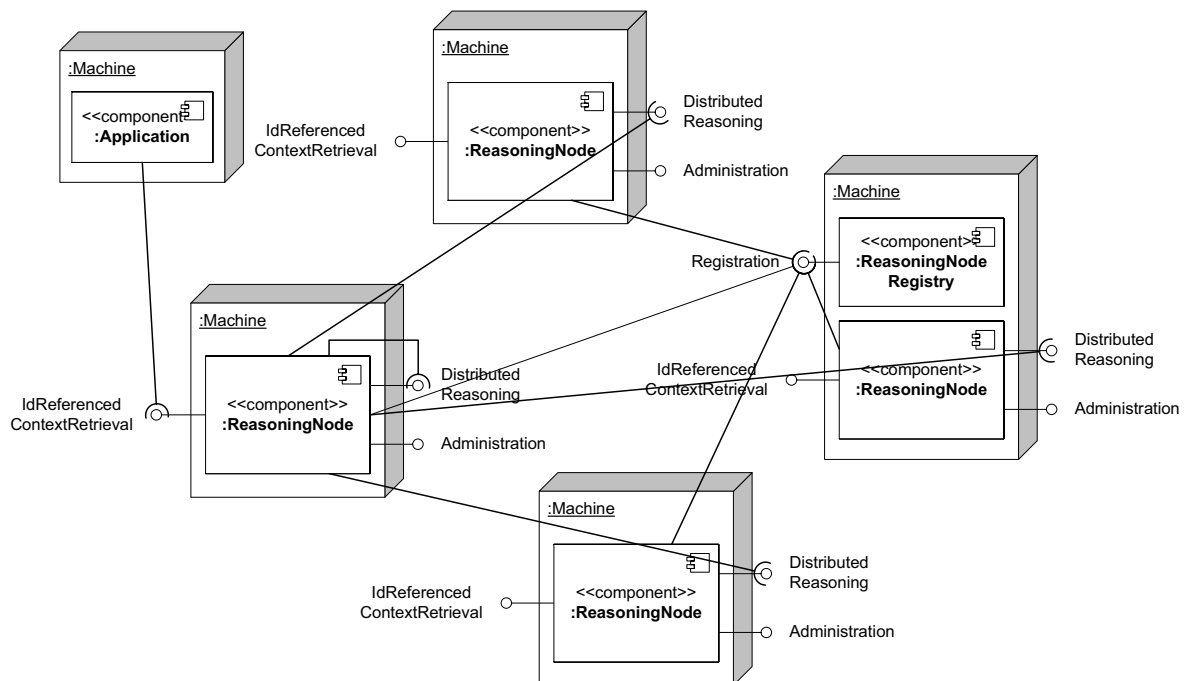 :Machine
<<component
:Application
:Machine
<<component>>
:ReasoningNode
IdReferenced
ContextRetrieval
Distributed
Reasoning
Administration
:Machine
<<component>
:ReasoningNode
Registry
Registration
<<component>>
:ReasoningNode
IdReferenced
ContextRetrieval
Distributed
Reasoning
Administration
:Machine
<<component>>
:ReasoningNode
IdReferenced
ContextRetrieval
Distributed
Reasoning
Administration
:Machine
<<component>>
:ReasoningNode
IdReferenced
ContextRetrieval
Distributed
Reasoning
Administration